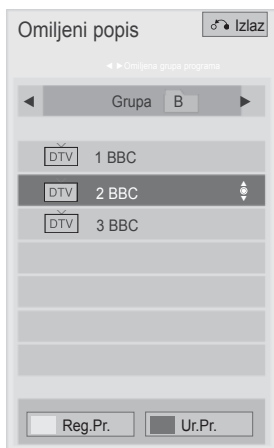 Omiljeni popis
Izlaz
Omiljena grupa programa
Grupa B
DTV 1 BBC
DTV 2 BBC
DTV 3 BBC
Reg.Pr. Ur.Pr.